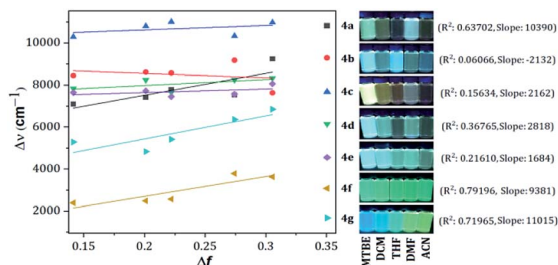 10000
8000
6000
4000
2000
Δν (cm⁻¹)
0.15 0.20 0.25 0.30 0.35
Δf
4a (R²: 0.63702, Slope: 10390)
4b (R²: 0.06066, Slope: -2132)
4c (R²: 0.15634, Slope: 2162)
4d (R²: 0.36765, Slope: 2818)
4e (R²: 0.21610, Slope: 1684)
4f (R²: 0.79196, Slope: 9381)
4g (R²: 0.71965, Slope: 11015)
MTBE
DCM
THF
DMF
ACN